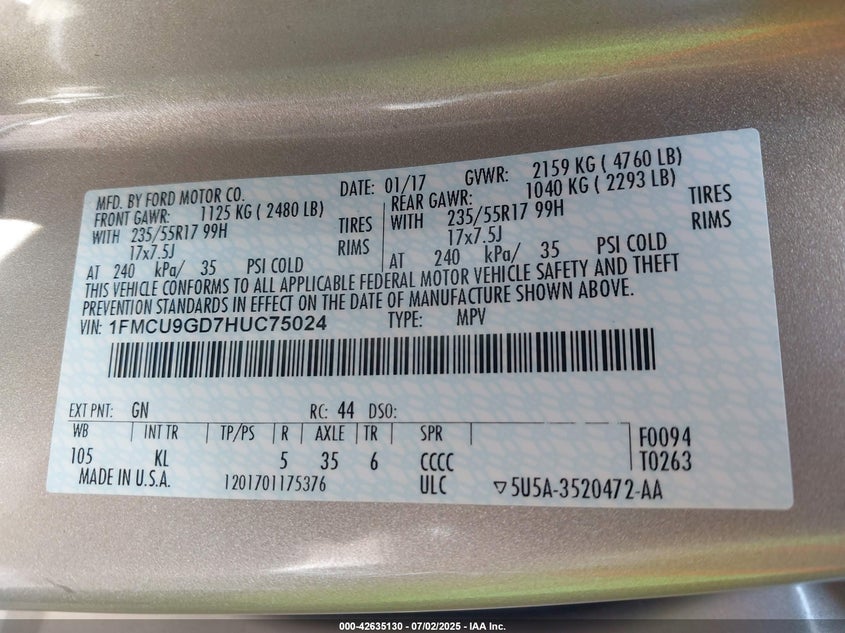 MFD. BY FORD MOTOR CO. DATE: 01/17 GVWR: 2159 KG ( 4760 LB)
FRONT GAWR: 1125 KG ( 2480 LB) REAR GAWR: 1040 KG ( 2293 LB)
WITH 235/55R17 99H TIRES WITH 235/55R17 99H TIRES
17x7.5J RIMS 17x7.5J RIMS
AT 240 kPa/ 35 PSI COLD AT 240 kPa/ 35 PSI COLD
THIS VEHICLE CONFORMS TO ALL APPLICABLE FEDERAL MOTOR VEHICLE SAFETY AND THEFT
PREVENTION STANDARDS IN EFFECT ON THE DATE OF MANUFACTURE SHOWN ABOVE.
VIN: 1FMCU9GD7HUC75024 TYPE: MPV
EXT PNT: GN RC: 44 DSO:
WB INT TR TP/PS R AXLE TR SPR F0094
105 KL 5 35 6 CCCC T0263
MADE IN U.S.A. 1201701175376 ULC ▽5U5A-3520472-AA
000-42635130 - 07/02/2025 - IAA Inc.